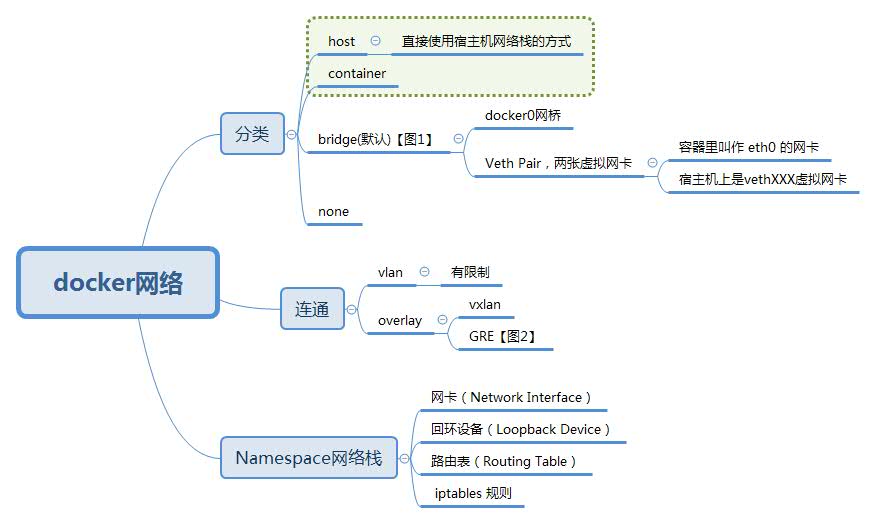 docker网络
分类
host
直接使用宿主机网络栈的方式
container
bridge(默认)【图1】
docker0网桥
Veth Pair，两张虚拟网卡
容器里叫作 eth0 的网卡
宿主机上是vethXXX虚拟网卡
none
连通
vlan
有限制
overlay
vxlan
GRE【图2】
Namespace网络栈
网卡（Network Interface）
回环设备（Loopback Device）
路由表（Routing Table）
iptables 规则